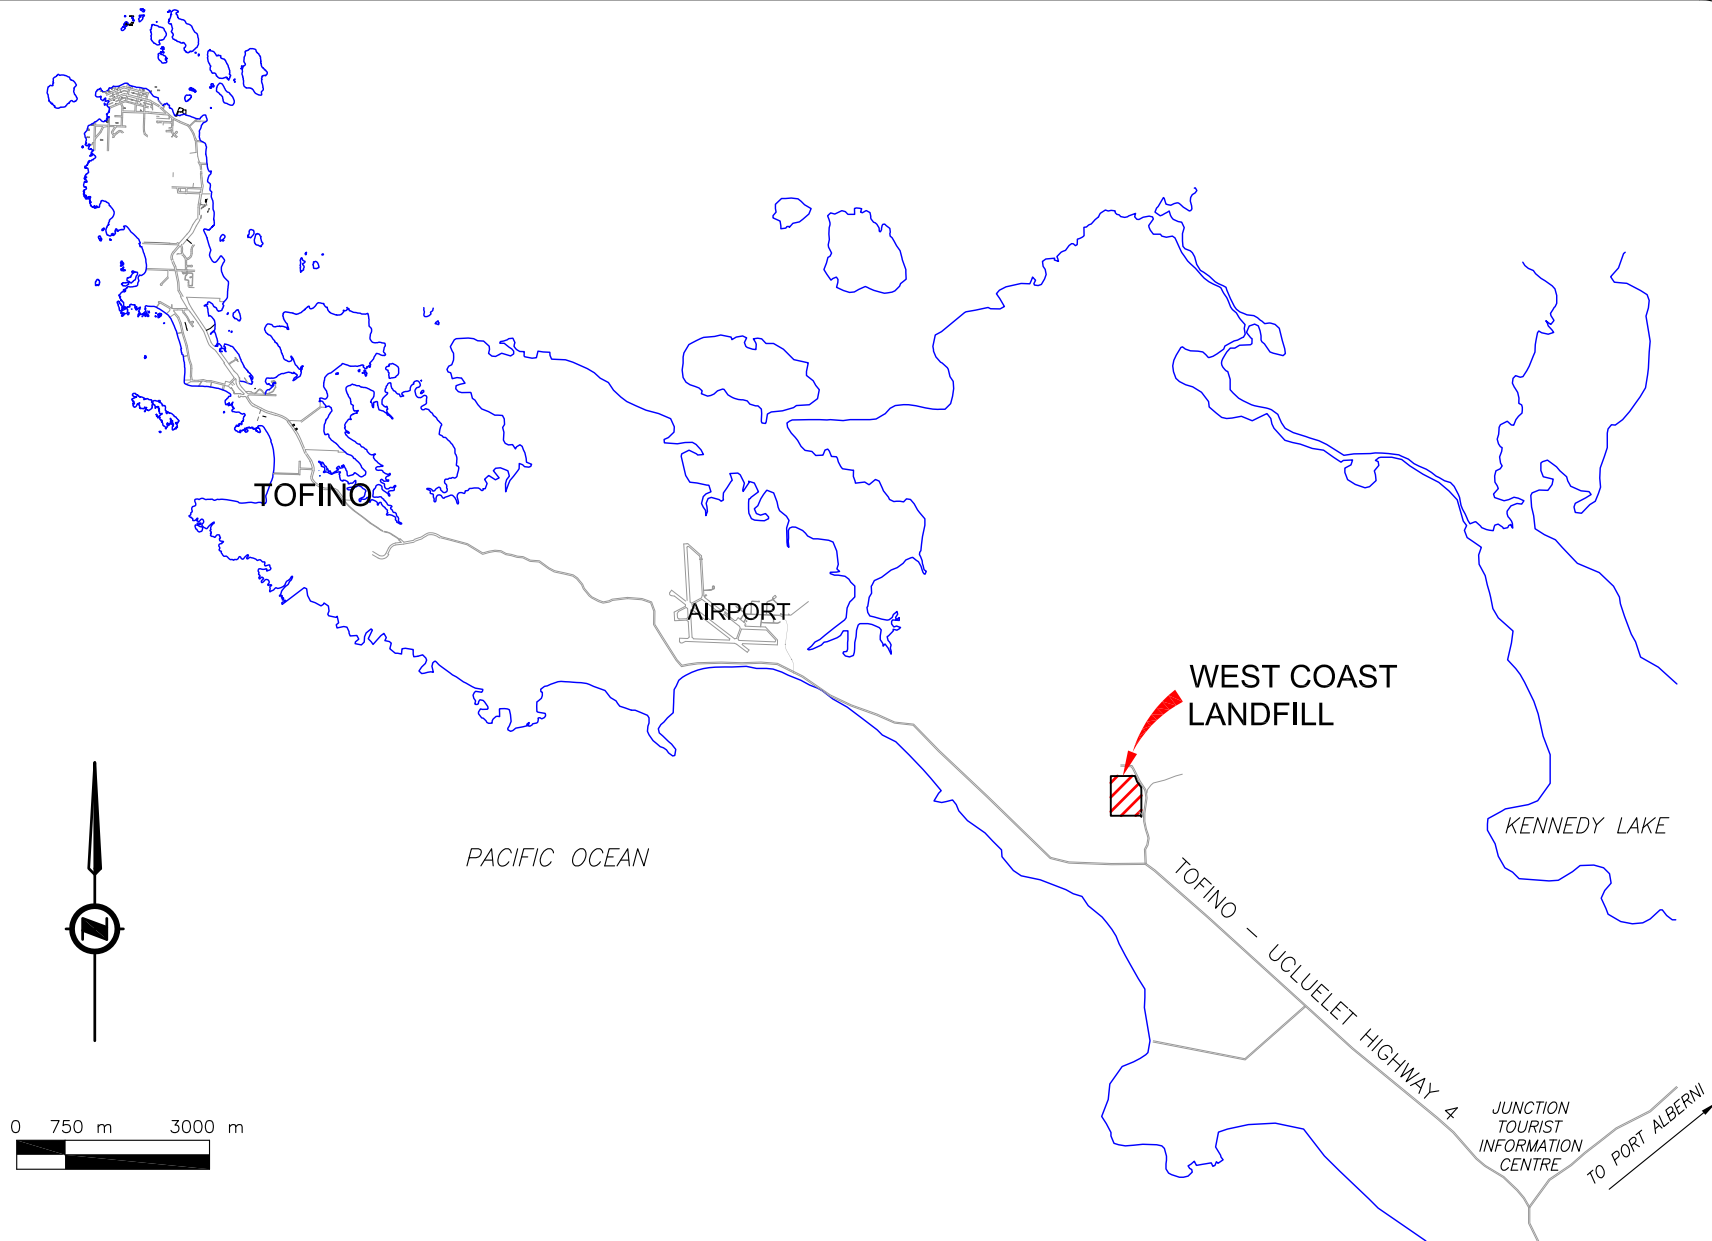 TOFINO
AIRPORT
WEST COAST
LANDFILL
KENNEDY LAKE
PACIFIC OCEAN
TOFINO – UCLUELET HIGHWAY 4
N
0 750 m 3000 m
JUNCTION
TOURIST
INFORMATION
CENTRE
TO PORT ALBERNI